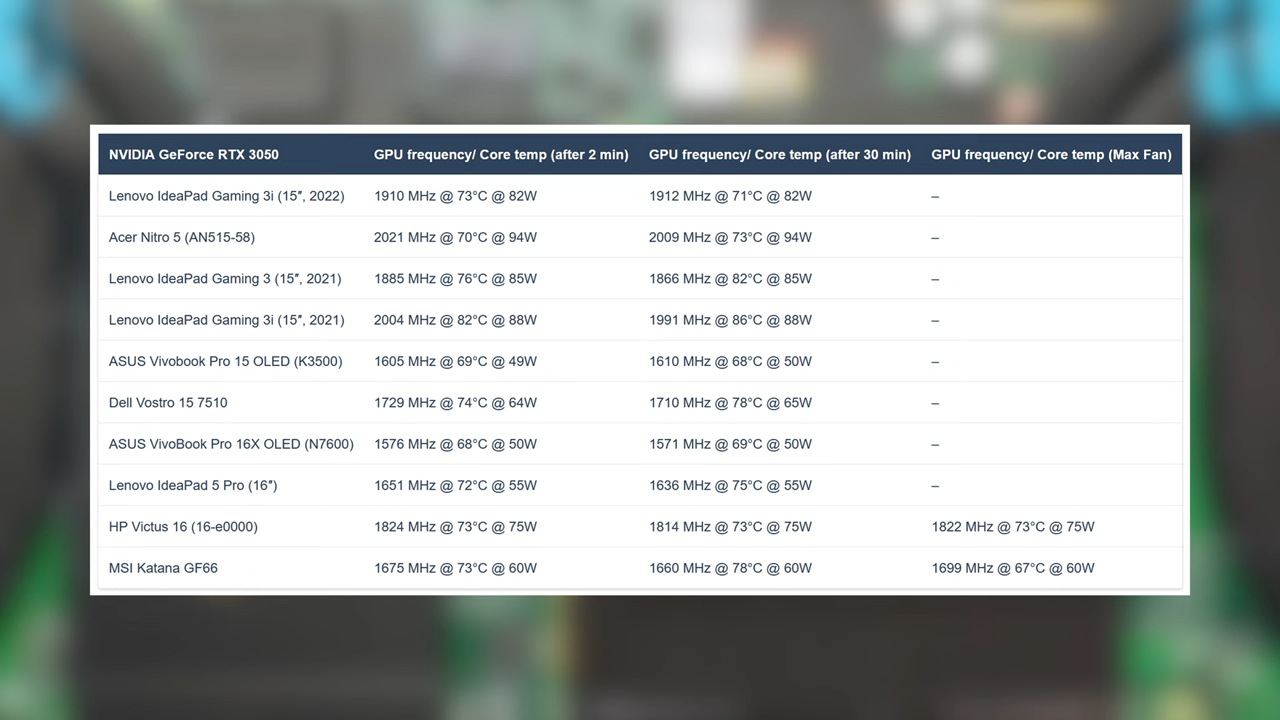 NVIDIA GeForce RTX 3050 GPU frequency/ Core temp (after 2 min) GPU frequency/ Core temp (after 30 min) GPU frequency/ Core temp (Max Fan)
Lenovo IdeaPad Gaming 3i (15″, 2022) 1910 MHz @ 73°C @ 82W 1912 MHz @ 71°C @ 82W –
Acer Nitro 5 (AN515-58) 2021 MHz @ 70°C @ 94W 2009 MHz @ 73°C @ 94W –
Lenovo IdeaPad Gaming 3 (15″, 2021) 1885 MHz @ 76°C @ 85W 1866 MHz @ 82°C @ 85W –
Lenovo IdeaPad Gaming 3i (15″, 2021) 2004 MHz @ 82°C @ 88W 1991 MHz @ 86°C @ 88W –
ASUS Vivobook Pro 15 OLED (K3500) 1605 MHz @ 69°C @ 49W 1610 MHz @ 68°C @ 50W –
Dell Vostro 15 7510 1729 MHz @ 74°C @ 64W 1710 MHz @ 78°C @ 65W –
ASUS VivoBook Pro 16X OLED (N7600) 1576 MHz @ 68°C @ 50W 1571 MHz @ 69°C @ 50W –
Lenovo IdeaPad 5 Pro (16″) 1651 MHz @ 72°C @ 55W 1636 MHz @ 75°C @ 55W –
HP Victus 16 (16-e0000) 1824 MHz @ 73°C @ 75W 1814 MHz @ 73°C @ 75W 1822 MHz @ 73°C @ 75W
MSI Katana GF66 1675 MHz @ 73°C @ 60W 1660 MHz @ 78°C @ 60W 1699 MHz @ 67°C @ 60W